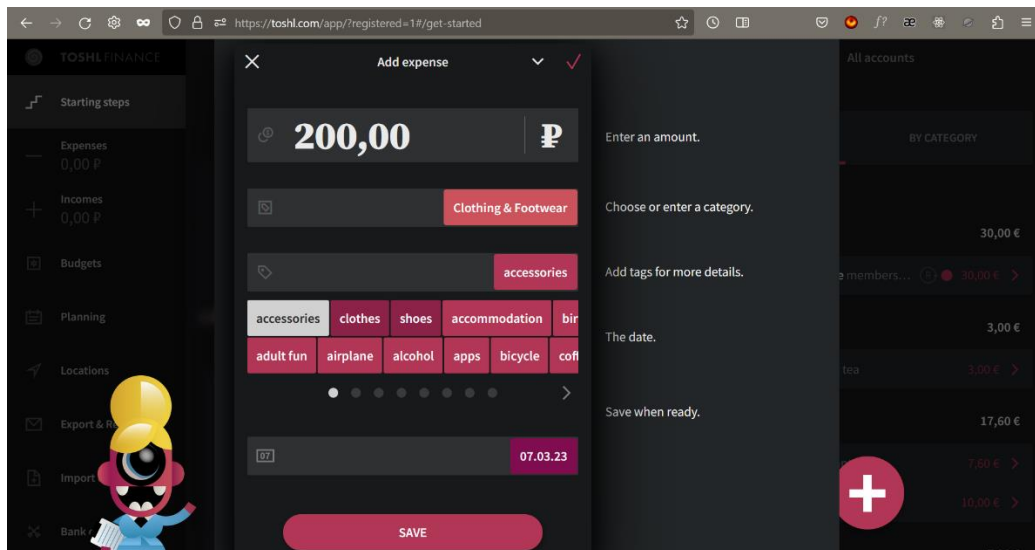 https://toshl.com/app/?registered=1#/get-started
TOSHL FINANCE
Add expense
All accounts
Starting steps
200,00 ₽
Enter an amount.
Expenses
0,00 ₽
BY CATEGORY
Incomes
0,00 ₽
Clothing & Footwear
Choose or enter a category.
30,00 €
Budgets
accessories
Add tags for more details.
members... 30,00 €
accessories clothes shoes accommodation
Planning
The date.
3,00 €
adult fun airplane alcohol apps bicycle
Locations
tea 3,00 €
Save when ready.
Export &
17,60 €
07
07.03.23
Import
7,60 €
10,00 €
Bank
SAVE